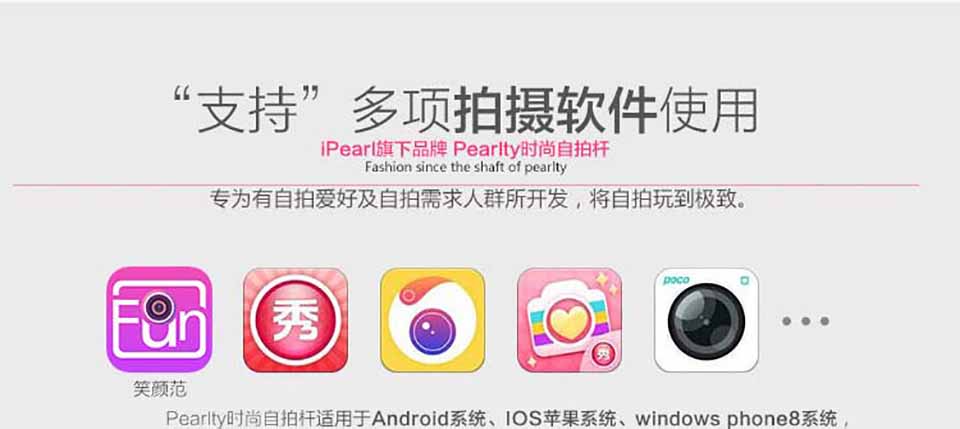 “支持”多项拍摄软件使用
iPearl旗下品牌 Pearlty时尚自拍杆
Fashion since the shaft of pearlty
专为有自拍爱好及自拍需求人群所开发，将自拍玩到极致。
Fun
秀
秀
poco
笑颜范
Pearlty时尚自拍杆适用于Android系统、IOS苹果系统、windows phone8系统，